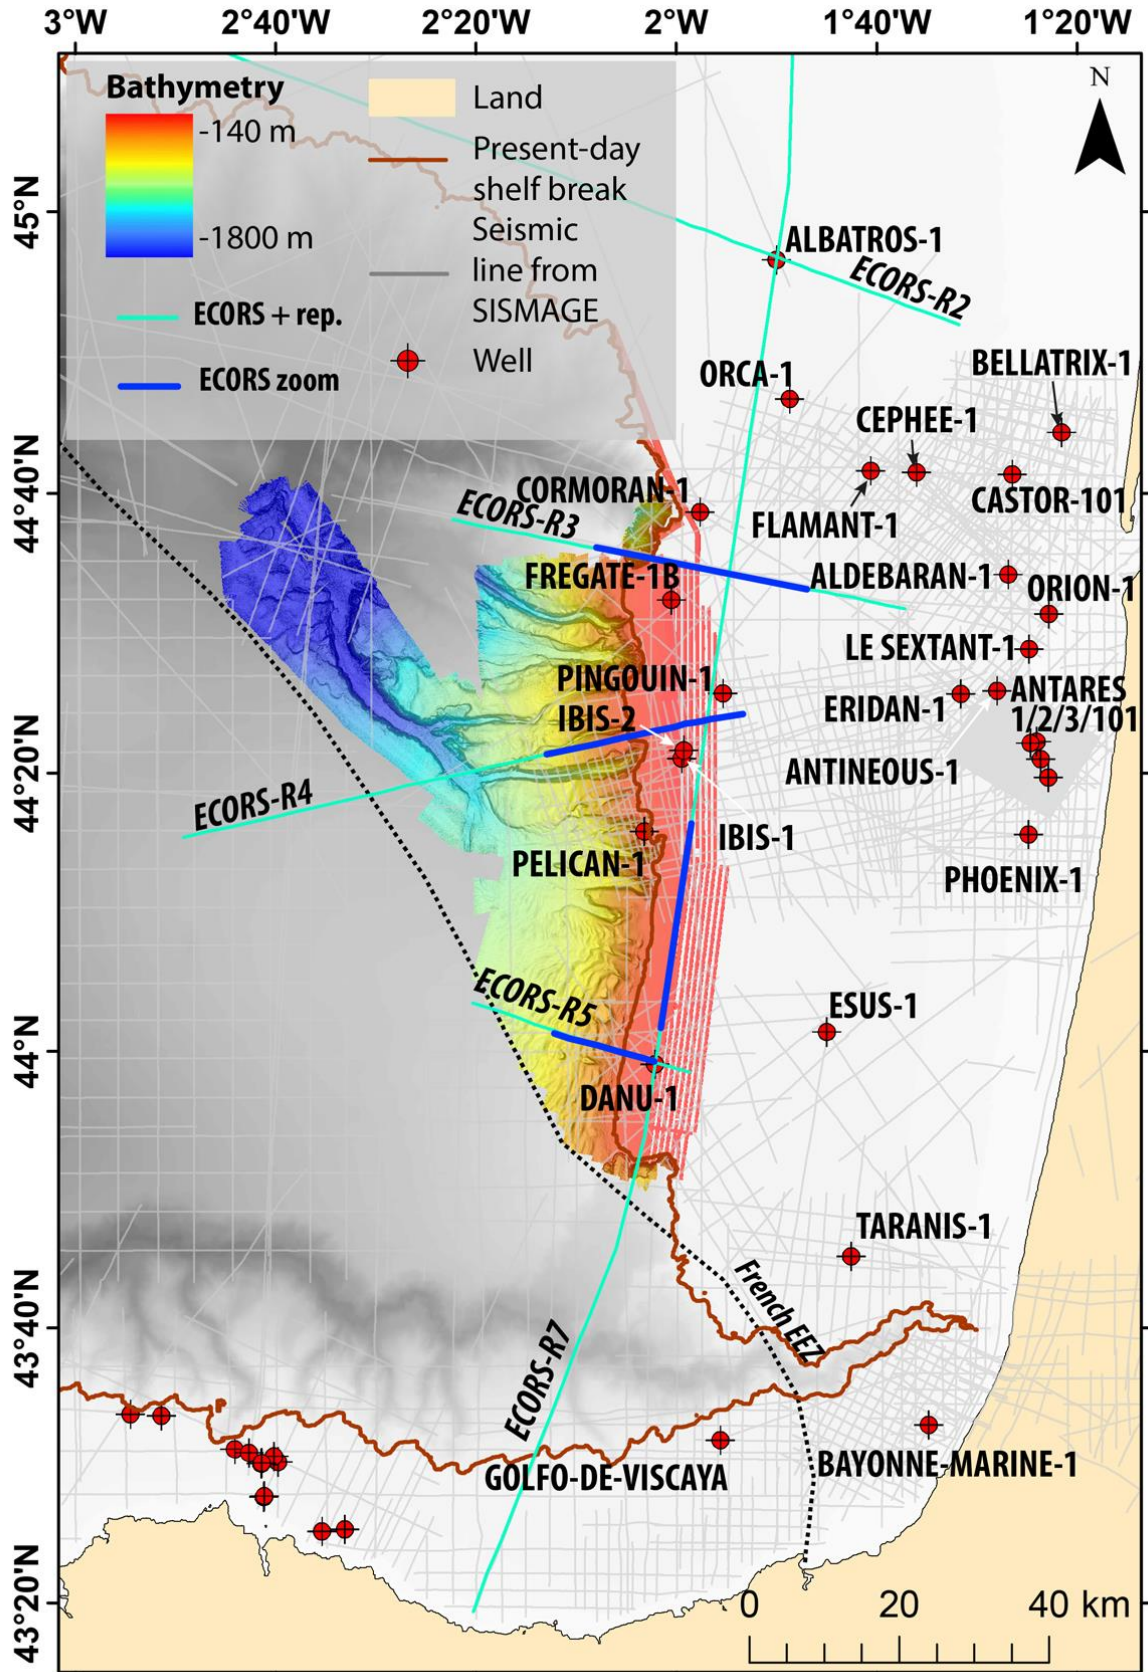 3°W 2°40'W 2°20'W 2°W 1°40'W 1°20'W
Bathymetry
-140 m
-1800 m
ECORS + rep.
ECORS zoom
Land
Present-day
shelf break
Seismic
line from
SISMAGE
Well
N
45°N
44°40'N
44°20'N
44°N
43°40'N
43°20'N
ALBATROS-1
ECORS-R2
ORCA-1
BELLATRIX-1
CEPHEE-1
CORMORAN-1
CASTOR-101
ECORS-R3
FLAMANT-1
FREGATE-1B
ALDEBARAN-1
ORION-1
LE SEXTANT-1
PINGOUIN-1
ANTARES
1/2/3/101
ERIDAN-1
IBIS-2
ANTINEOUS-1
ECORS-R4
IBIS-1
PELICAN-1
PHOENIX-1
ECORS-R5
ESUS-1
DANU-1
TARANIS-1
French EEZ
ECORS-R7
GOLFO-DE-VISCAYA
BAYONNE-MARINE-1
0 20 40 km